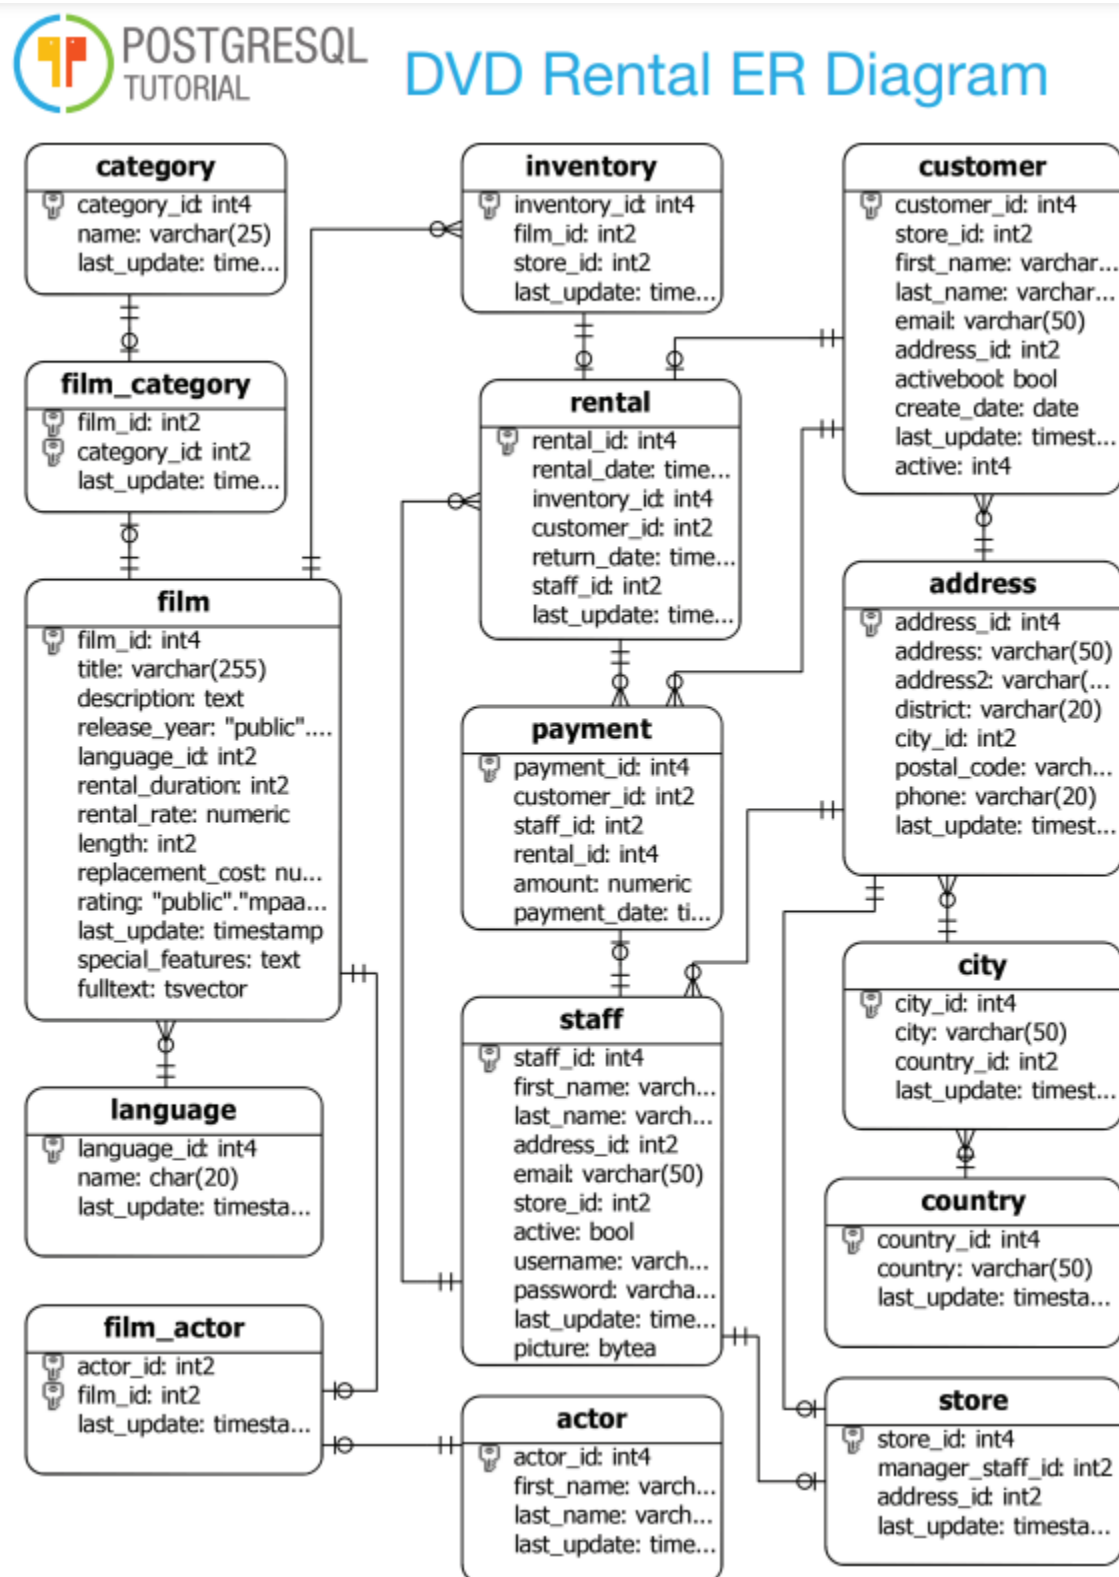 POSTGRESQL
TUTORIAL
DVD Rental ER Diagram
category
category_id: int4
name: varchar(25)
last_update: time...
film_category
film_id: int2
category_id: int2
last_update: time...
film
film_id: int4
title: varchar(255)
description: text
release_year: "public"....
language_id: int2
rental_duration: int2
rental_rate: numeric
length: int2
replacement_cost: nu...
rating: "public"."mpaa...
last_update: timestamp
special_features: text
fulltext: tsvector
language
language_id: int4
name: char(20)
last_update: timesta...
film_actor
actor_id: int2
film_id: int2
last_update: timesta...
inventory
inventory_id: int4
film_id: int2
store_id: int2
last_update: time...
rental
rental_id: int4
rental_date: time...
inventory_id: int4
customer_id: int2
return_date: time...
staff_id: int2
last_update: time...
payment
payment_id: int4
customer_id: int2
staff_id: int2
rental_id: int4
amount: numeric
payment_date: ti...
staff
staff_id: int4
first_name: varch...
last_name: varch...
address_id: int2
email: varchar(50)
store_id: int2
active: bool
username: varch...
password: varcha...
last_update: time...
picture: bytea
actor
actor_id: int4
first_name: varch...
last_name: varch...
last_update: time...
customer
customer_id: int4
store_id: int2
first_name: varchar...
last_name: varchar...
email: varchar(50)
address_id: int2
activebool: bool
create_date: date
last_update: timest...
active: int4
address
address_id: int4
address: varchar(50)
address2: varchar(...
district: varchar(20)
city_id: int2
postal_code: varch...
phone: varchar(20)
last_update: timest...
city
city_id: int4
city: varchar(50)
country_id: int2
last_update: timest...
country
country_id: int4
country: varchar(50)
last_update: timesta...
store
store_id: int4
manager_staff_id: int2
address_id: int2
last_update: timesta...